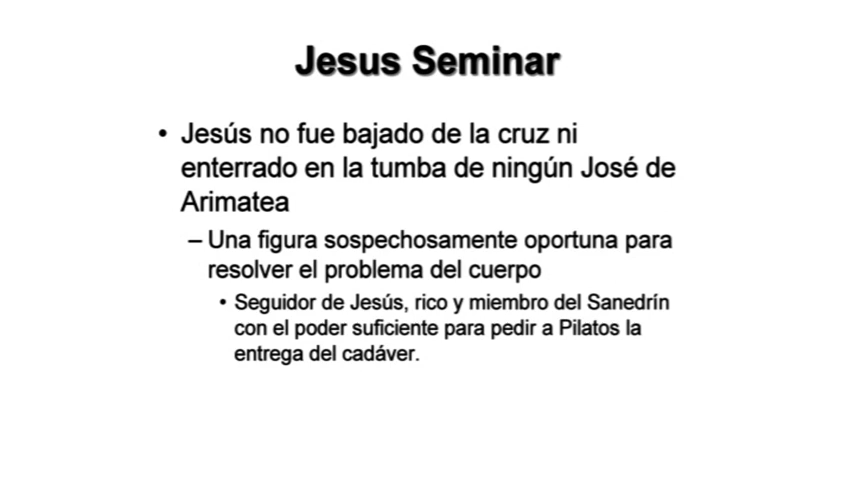 Jesus Seminar
• Jesús no fue bajado de la cruz ni
enterrado en la tumba de ningún José de
Arimatea
– Una figura sospechosamente oportuna para
resolver el problema del cuerpo
• Seguidor de Jesús, rico y miembro del Sanedrín
con el poder suficiente para pedir a Pilatos la
entrega del cadáver.